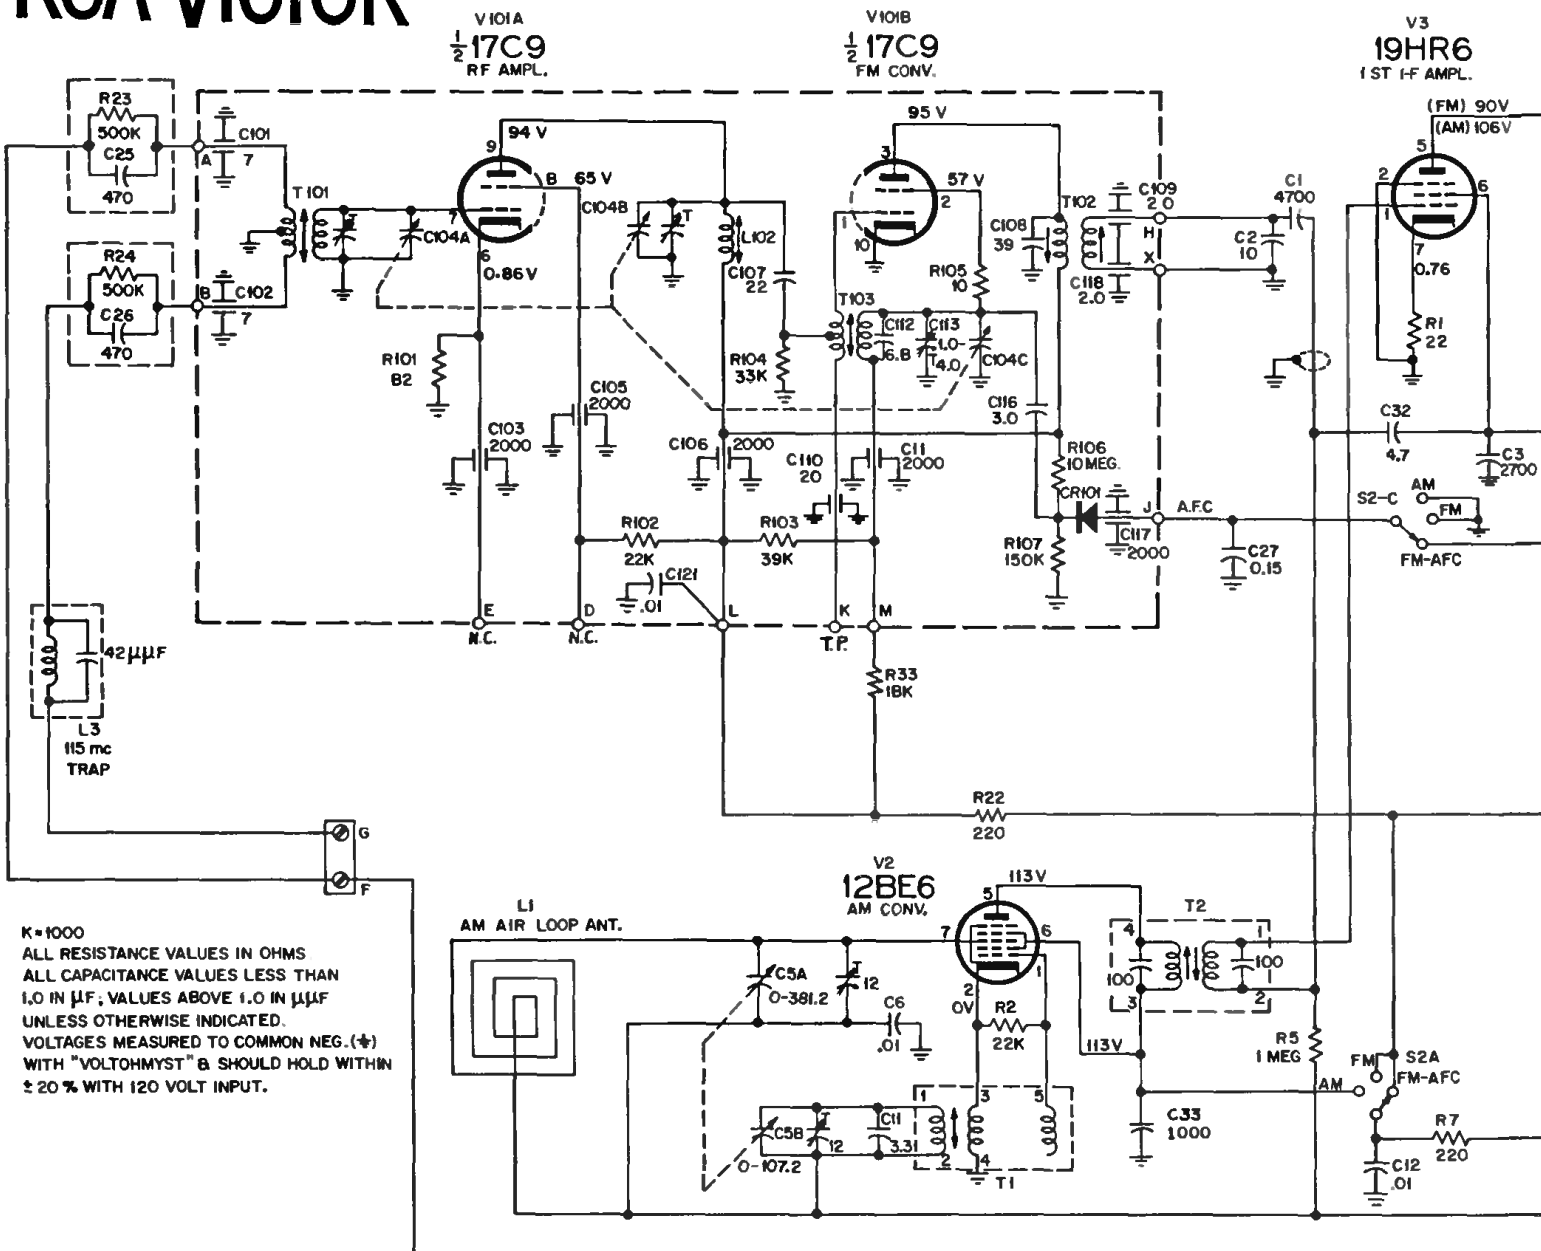 RCA VICTOR
V101A
1/2 17C9
RF AMPL.
V101B
1/2 17C9
FM CONV.
V3
19HR6
1 ST I-F AMPL.
(FM) 90V
(AM) 106V
R23
500K
C25
470
A
C101
7
T101
9
94 V
B
65 V
7
6
0.86V
T
C104A
C104B
T
L102
C107
22
95 V
3
57 V
2
1
10
R105
10
C108
39
T102
C109
2 0
H
X
C118
2.0
C1
4700
C2
10
5
2
1
6
7
0.76
R1
22
R24
500K
C26
470
B
C102
7
R101
B2
T103
C112
6.B
C113
1.0-
T 4.0
C104C
R104
33K
C116
3.0
C103
2000
C105
2000
C106
2000
C110
20
C11
2000
R106
10 MEG.
CR101
J
A.F.C
C117
2000
R107
150K
C27
0.15
C32
4.7
C3
2700
S2-C
AM
FM
FM-AFC
R102
22K
R103
39K
C121
.01
E
N.C.
D
N.C.
L
K
T.P.
M
R33
18K
42µµF
L3
115 mc
TRAP
G
F
R22
220
V2
12BE6
AM CONV.
L1
AM AIR LOOP ANT.
5
113V
7
6
1
2
0V
R2
22K
113V
C5A
0-381.2
T
12
C6
.01
T2
4
100
3
1
100
2
R5
1 MEG
FM
S2A
FM-AFC
AM
R7
220
C12
.01
C33
1000
C5B
0-107.2
T
12
C11
3.3
1
2
3
4
5
T1
K=1000
ALL RESISTANCE VALUES IN OHMS
ALL CAPACITANCE VALUES LESS THAN
1.0 IN µF; VALUES ABOVE 1.0 IN µµF
UNLESS OTHERWISE INDICATED.
VOLTAGES MEASURED TO COMMON NEG.(⏚)
WITH "VOLTOHMYST" & SHOULD HOLD WITHIN
± 20 % WITH 120 VOLT INPUT.